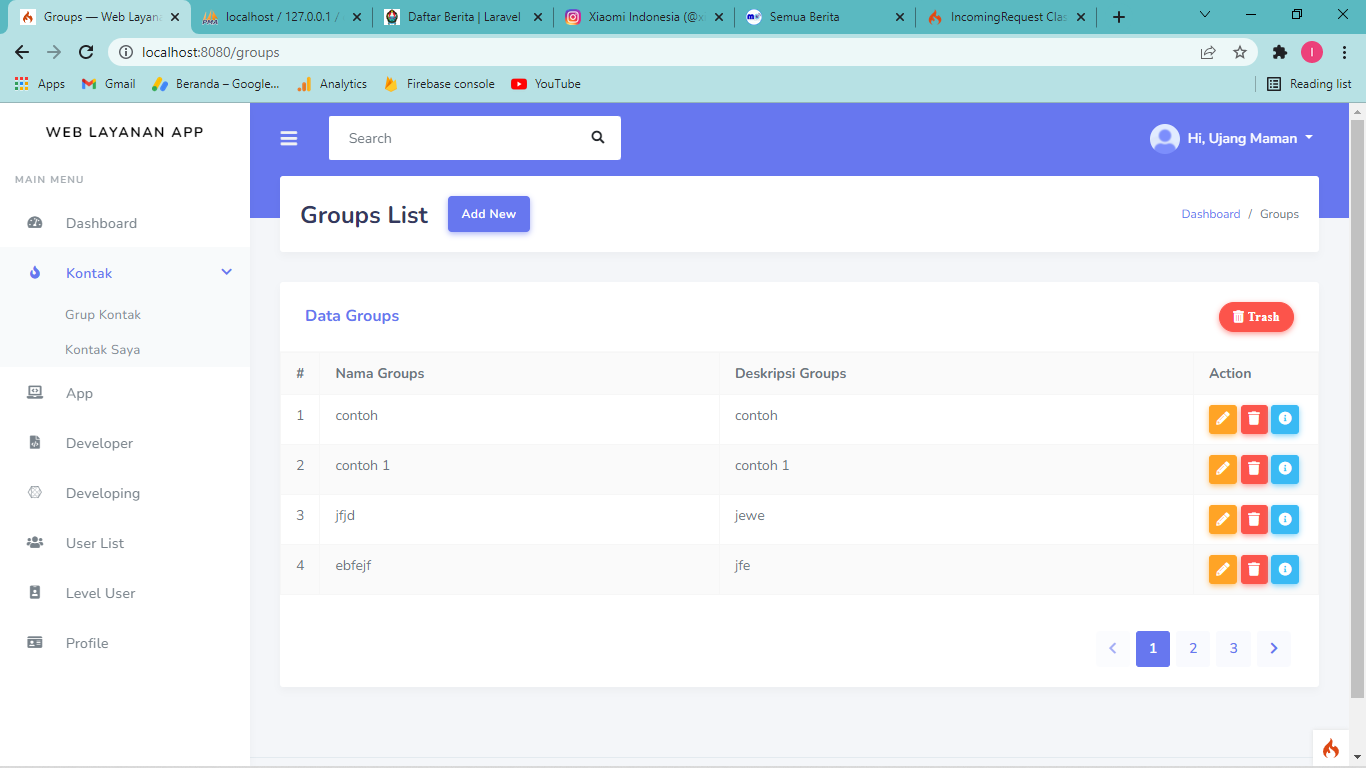 Groups — Web Layan
localhost / 127.0.0.1 /
Daftar Berita | Laravel
Xiaomi Indonesia (@x
Semua Berita
IncomingRequest Clas
localhost:8080/groups
I
Apps
Gmail
Beranda – Google...
Analytics
Firebase console
YouTube
Reading list
WEB LAYANAN APP
Search
Hi, Ujang Maman
MAIN MENU
Dashboard
Kontak
Grup Kontak
Kontak Saya
App
Developer
Developing
User List
Level User
Profile
Groups List
Add New
Dashboard / Groups
Data Groups
Trash
# Nama Groups Deskripsi Groups Action
1 contoh contoh
2 contoh 1 contoh 1
3 jfjd jewe
4 ebfejf jfe
1 2 3